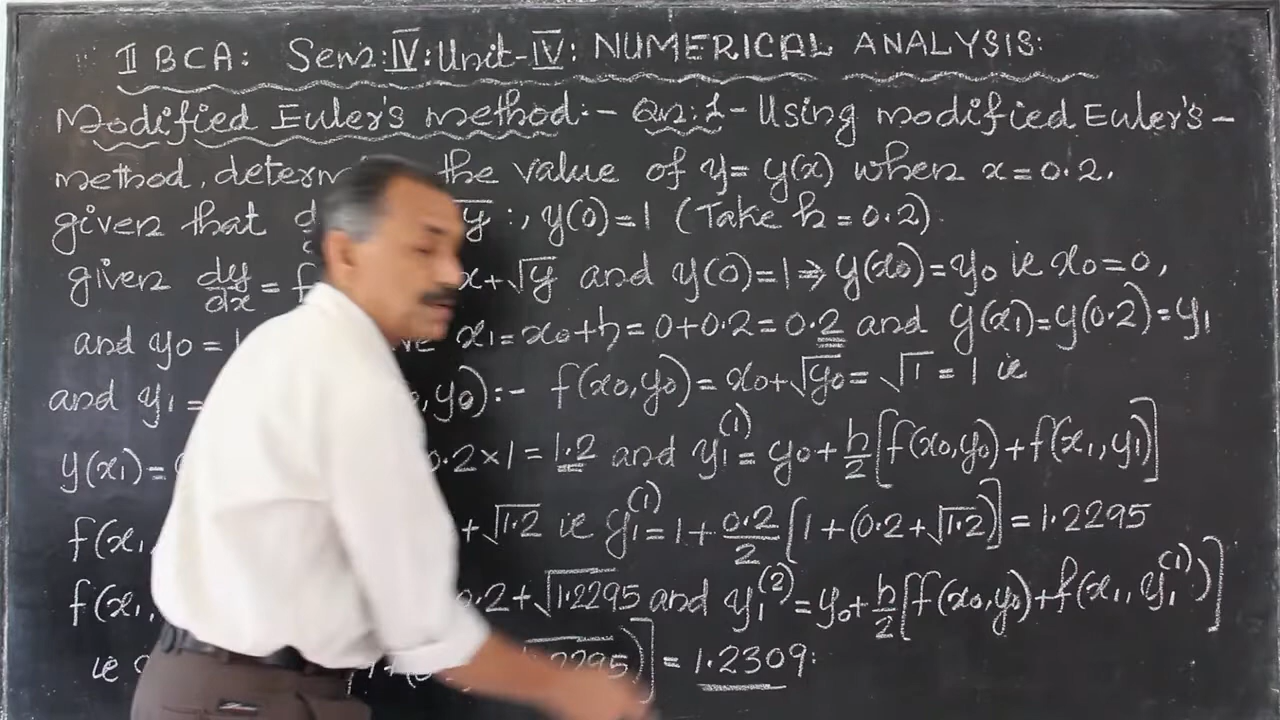 II BCA: Sem:IV:Unit-IV: NUMERICAL ANALYSIS:
Modified Euler's method:- Qn:1- Using modified Euler's-
method, the value of y= y(x) when x=0.2,
given that :, y(0)=1 (Take h=0.2)
given dy/dx = x+√y and y(0)=1⇒y(x0)=y0 ie x0=0,
and y0 = x1=x0+h=0+0.2=0.2 and y(x1)=y(0.2)=y1
and y1= ,y0):- f(x0,y0)=x0+√y0=√1=1 ie
y(x1)= 0.2×1=1.2 and y1^(1)=y0+h/2[f(x0,y0)+f(x1,y1)]
f(x1, +√1.2 ie y1^(1)=1+0.2/2[1+(0.2+√1.2)]=1.2295
f(x1, 0.2+√1.2295 and y1^(2)=y0+h/2[f(x0,y0)+f(x1,y1^(1))]
ie 2295)]=1.2309: